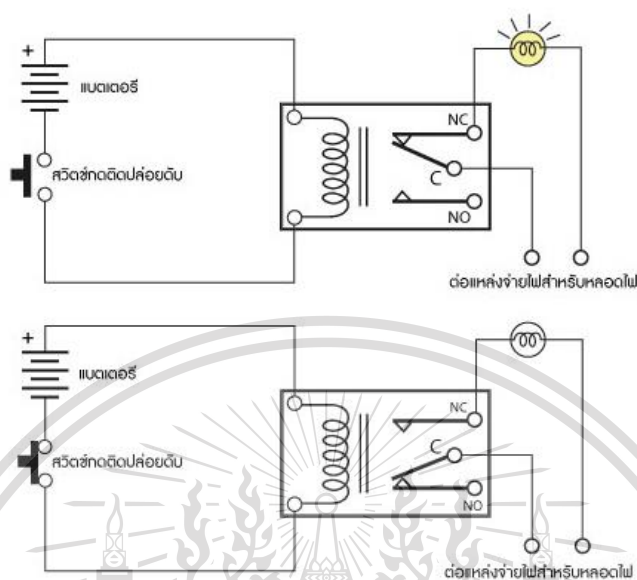 +
แบตเตอรี่
สวิตช์กดติดปล่อยดับ
NC
C
NO
ต่อแหล่งจ่ายไฟสำหรับหลอดไฟ
+
แบตเตอรี่
สวิตช์กดติดปล่อยดับ
NC
C
NO
ต่อแหล่งจ่ายไฟสำหรับหลอดไฟ